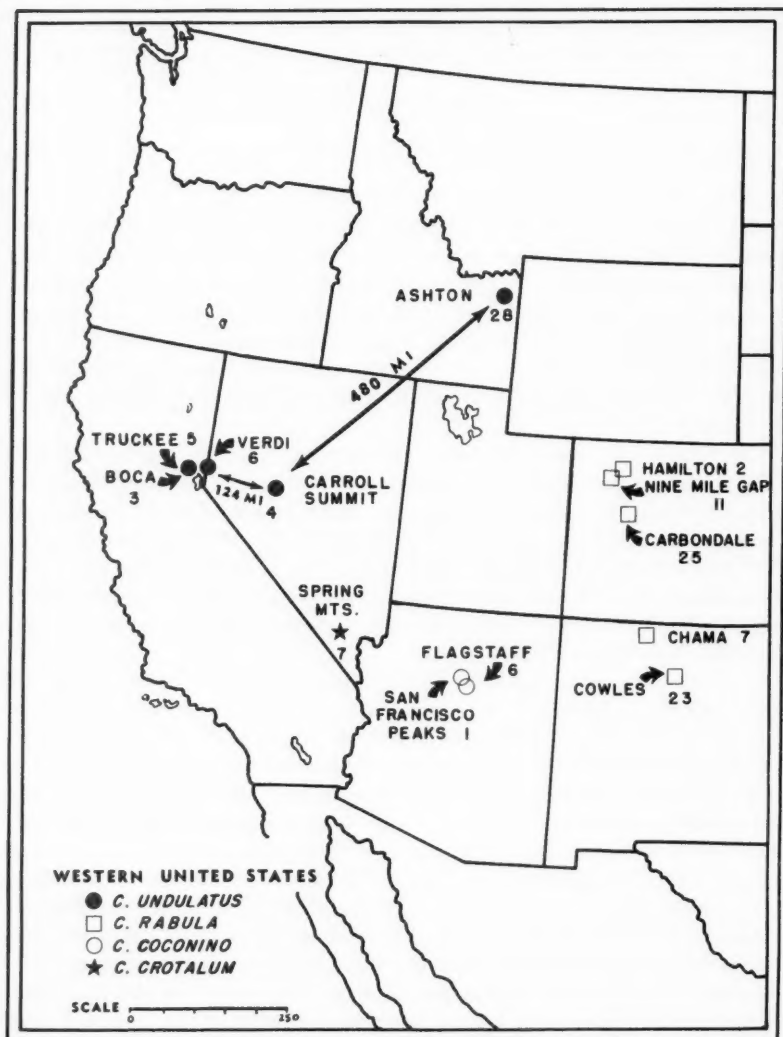 ASHTON
28
480 MI
TRUCKEE 5
VERDI
6
BOCA
3
124 MI
4
CARROLL
SUMMIT
HAMILTON 2
NINE MILE GAP
11
CARBONDALE
25
SPRING
MTS.
7
FLAGSTAFF
6
SAN
FRANCISCO
PEAKS 1
CHAMA 7
COWLES
23
WESTERN UNITED STATES
C. UNDULATUS
C. RABULA
C. COCONINO
C. CROTALUM
SCALE
0
250